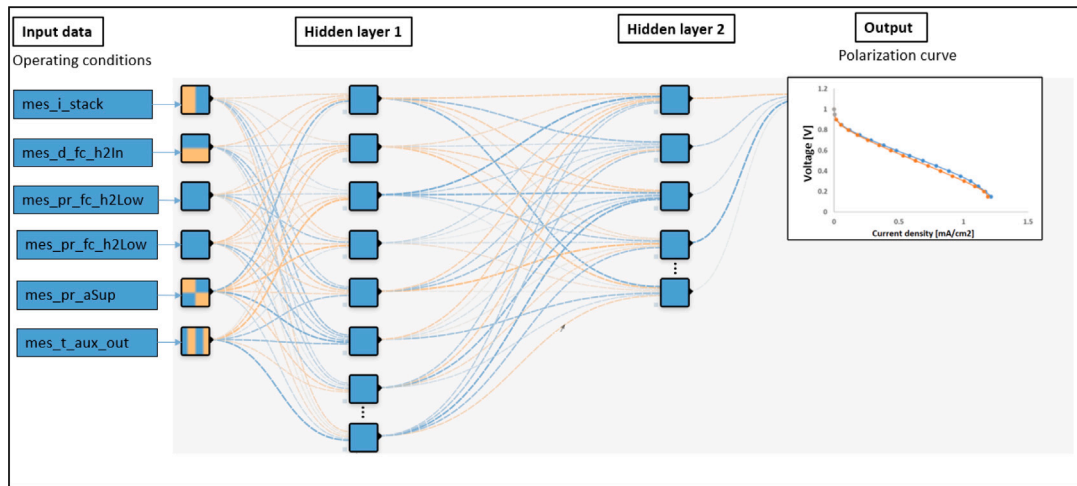 Input data
Hidden layer 1
Hidden layer 2
Output
Operating conditions
Polarization curve
mes_i_stack
mes_d_fc_h2In
mes_pr_fc_h2Low
mes_pr_fc_h2Low
mes_pr_aSup
mes_t_aux_out
Voltage [V]
1.2
1
0.8
0.6
0.4
0.2
0
0
0.5
1
1.5
Current density [mA/cm2]